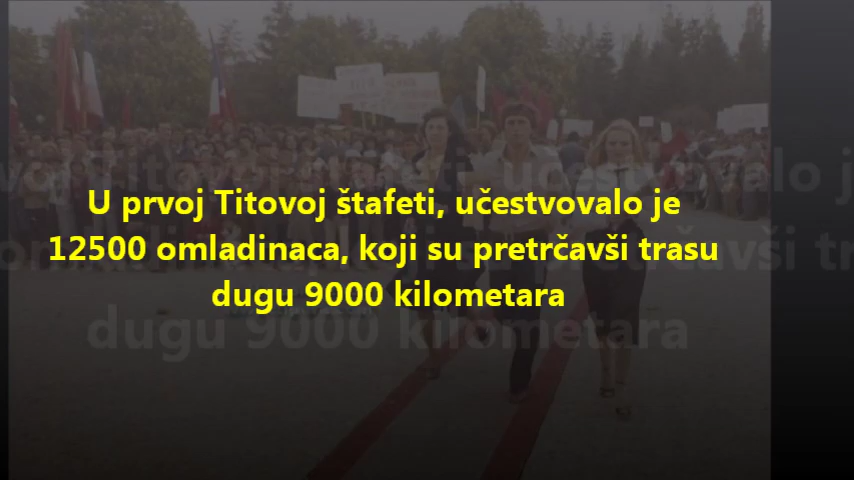 U prvoj Titovoj štafeti, učestvovalo je
12500 omladinaca, koji su pretrčavši trasu
dugu 9000 kilometara